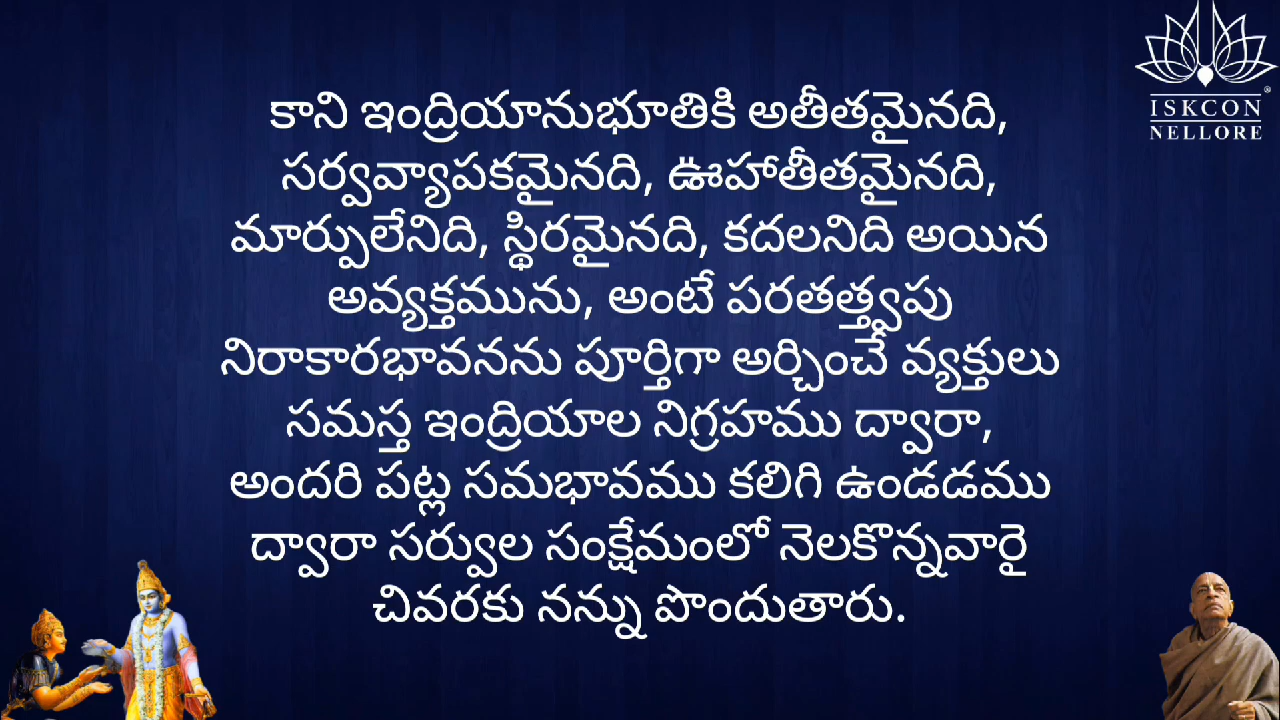 ISKCON
NELLORE
కాని ఇంద్రియానుభూతికి అతీతమైనది,
సర్వవ్యాపకమైనది, ఊహాతీతమైనది,
మార్పులేనిది, స్థిరమైనది, కదలనిది అయిన
అవ్యక్తమును, అంటే పరతత్త్వపు
నిరాకారభావనను పూర్తిగా అర్చించే వ్యక్తులు
సమస్త ఇంద్రియాల నిగ్రహము ద్వారా,
అందరి పట్ల సమభావము కలిగి ఉండడము
ద్వారా సర్వుల సంక్షేమంలో నెలకొన్నవారై
చివరకు నన్ను పొందుతారు.